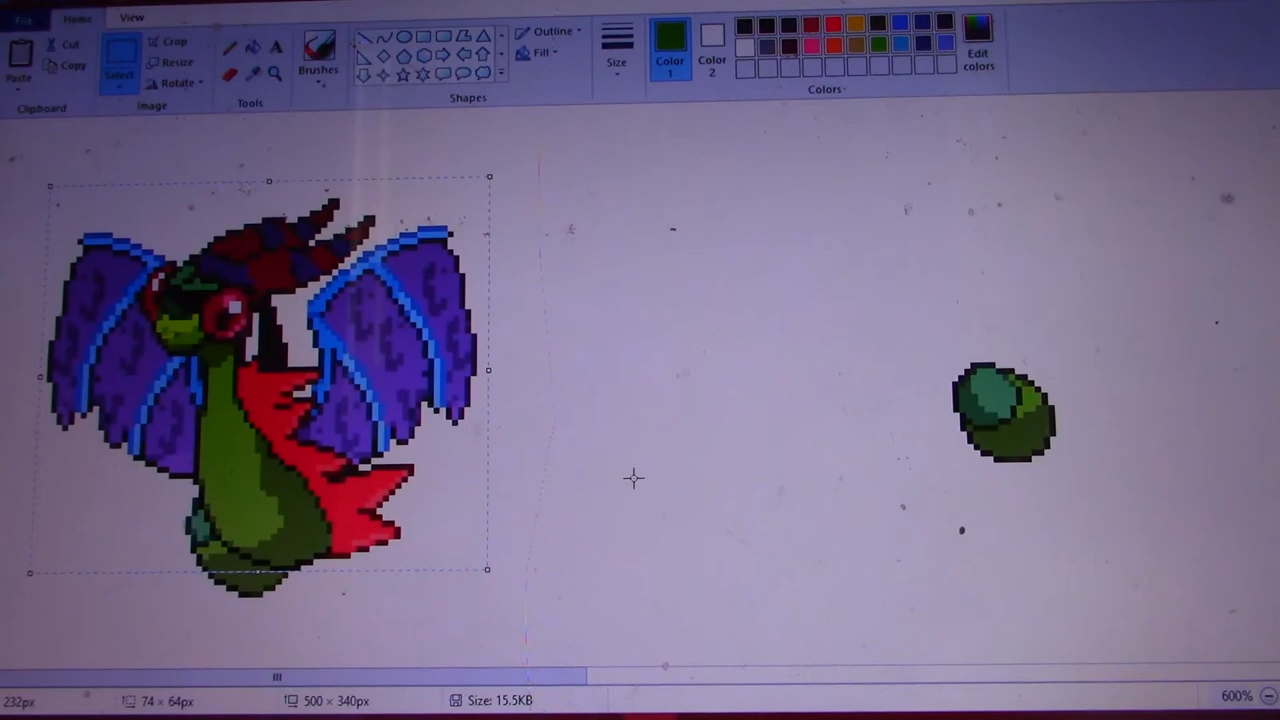 File Home View
Paste
Cut
Copy
Clipboard
Select
Crop
Resize
Rotate
Image
Tools
Brushes
Shapes
Outline
Fill
Size
Color 1
Color 2
Edit colors
Colors
232px
74 × 64px
500 × 340px
Size: 15.5KB
600%